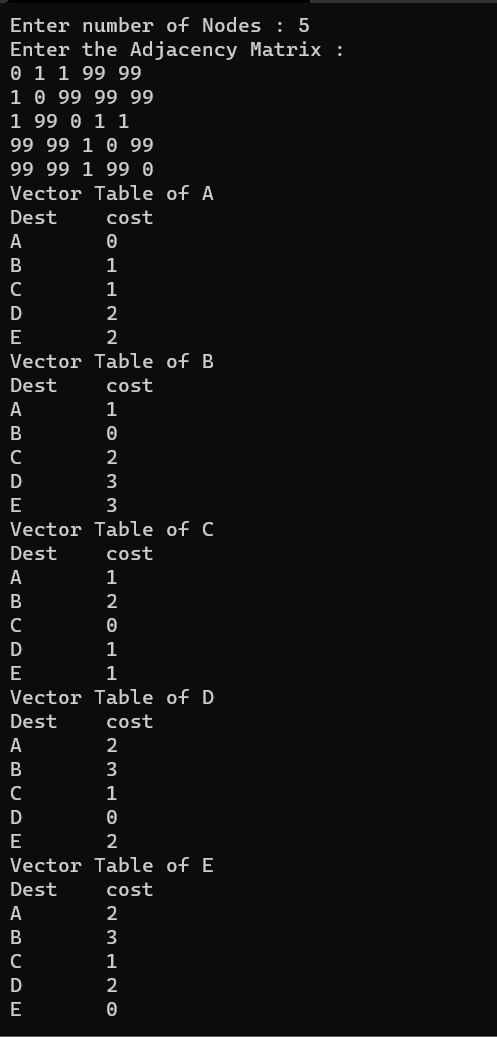 Enter number of Nodes : 5
Enter the Adjacency Matrix :
0 1 1 99 99
1 0 99 99 99
1 99 0 1 1
99 99 1 0 99
99 99 1 99 0
Vector Table of A
Dest    cost
A       0
B       1
C       1
D       2
E       2
Vector Table of B
Dest    cost
A       1
B       0
C       2
D       3
E       3
Vector Table of C
Dest    cost
A       1
B       2
C       0
D       1
E       1
Vector Table of D
Dest    cost
A       2
B       3
C       1
D       0
E       2
Vector Table of E
Dest    cost
A       2
B       3
C       1
D       2
E       0